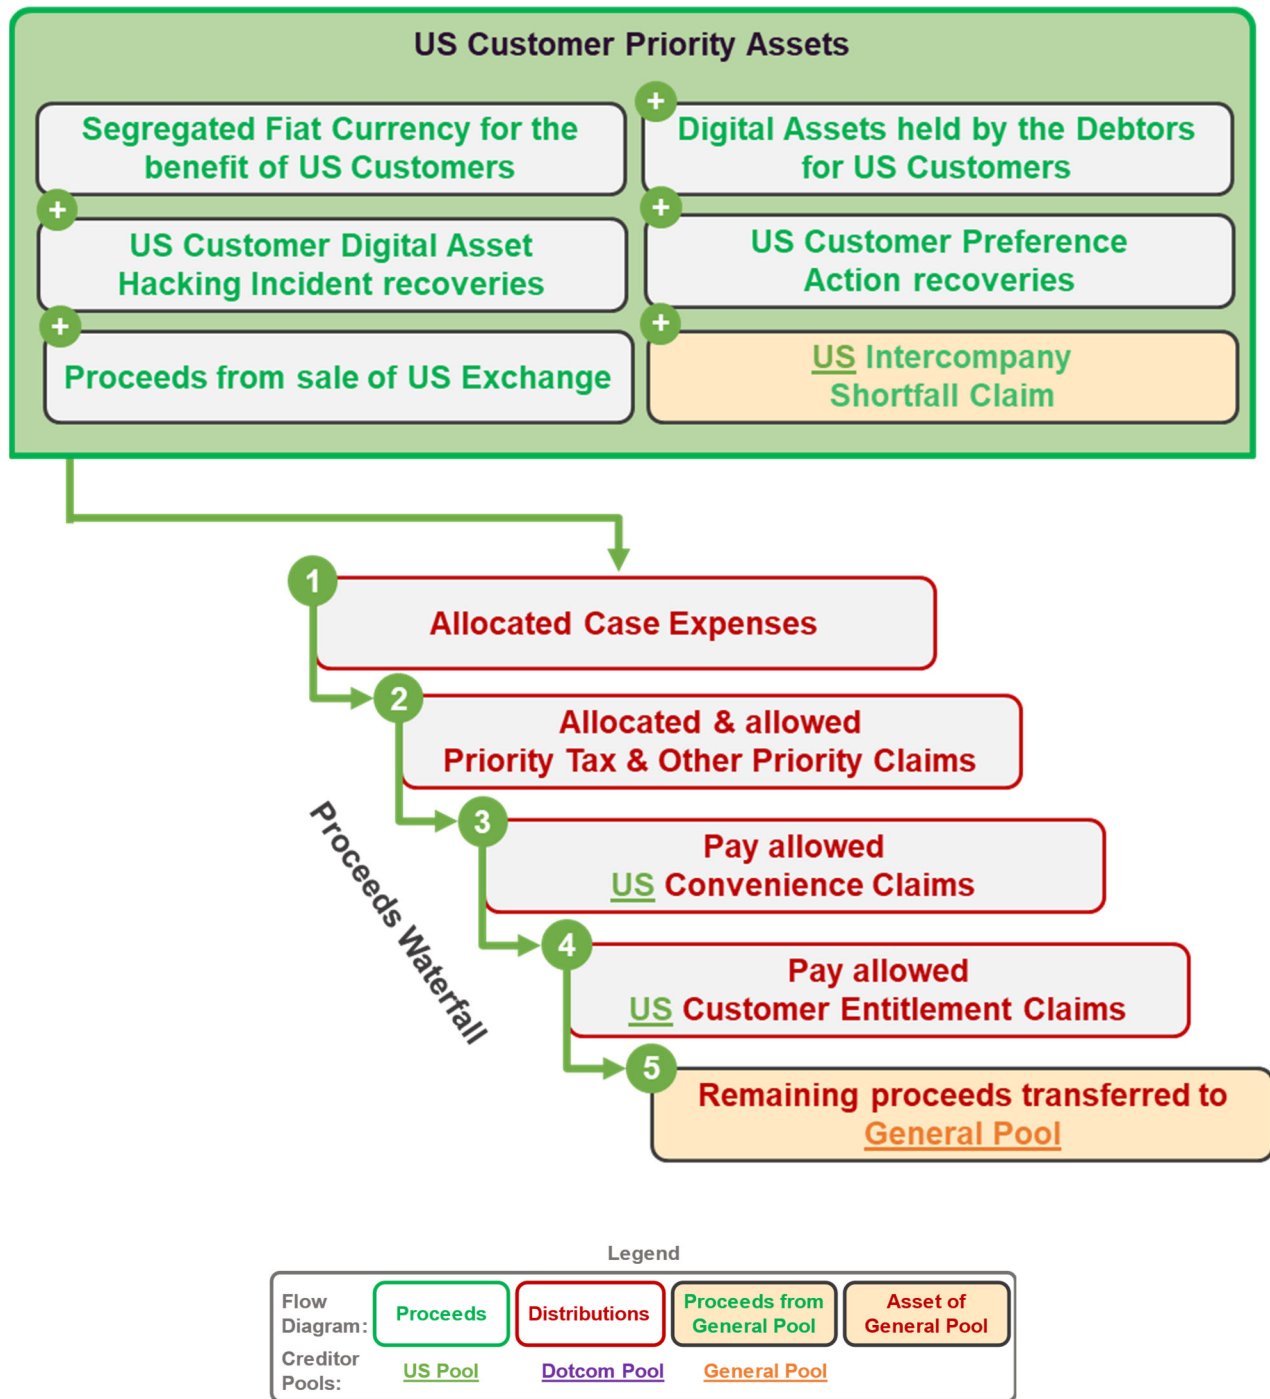 US Customer Priority Assets
Segregated Fiat Currency for the
benefit of US Customers
+
Digital Assets held by the Debtors
for US Customers
+
US Customer Digital Asset
Hacking Incident recoveries
+
US Customer Preference
Action recoveries
+
Proceeds from sale of US Exchange
+
US Intercompany
Shortfall Claim
1
Allocated Case Expenses
2
Allocated & allowed
Priority Tax & Other Priority Claims
3
Pay allowed
US Convenience Claims
4
Pay allowed
US Customer Entitlement Claims
5
Remaining proceeds transferred to
General Pool
Proceeds Waterfall
Legend
Flow
Diagram:
Proceeds
Distributions
Proceeds from
General Pool
Asset of
General Pool
Creditor
Pools:
US Pool
Dotcom Pool
General Pool